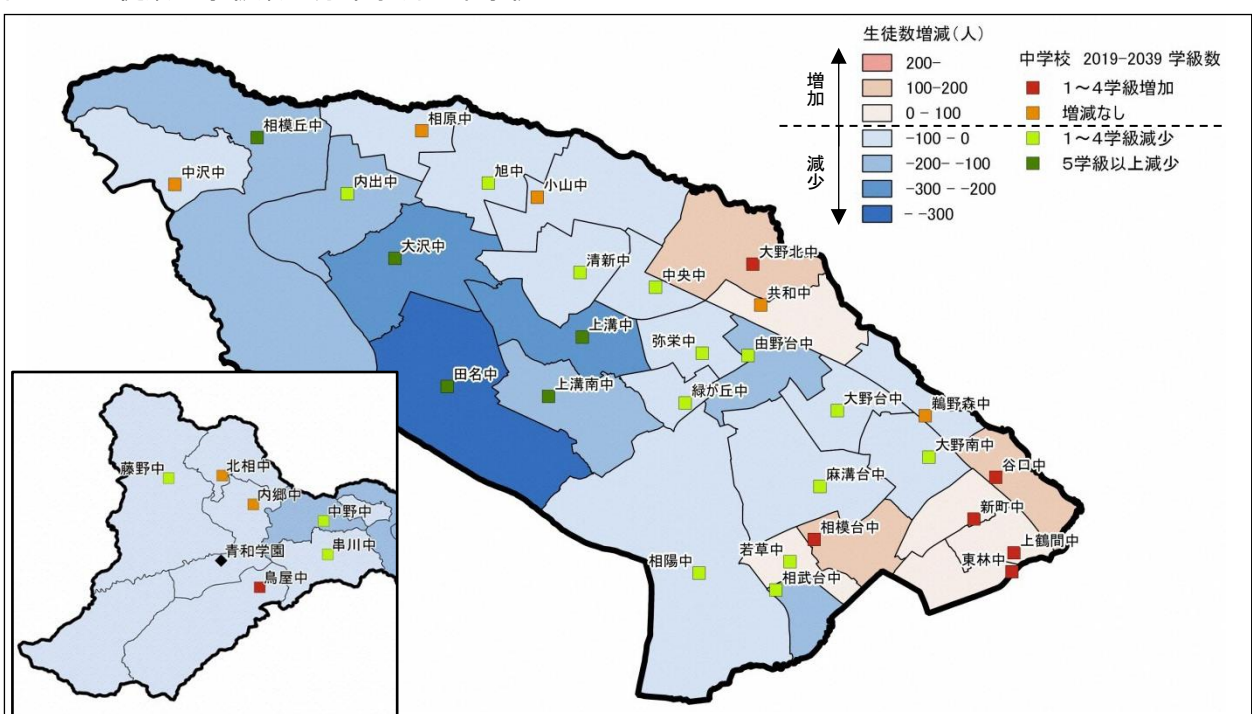 生徒数増減(人)
200-
100-200
0 - 100
-100 - 0
-200- -100
-300 - -200
- -300
増加
減少
中学校 2019-2039 学級数
1~4学級増加
増減なし
1~4学級減少
5学級以上減少
相模丘中
相原中
中沢中
内出中
旭中
小山中
大沢中
清新中
中央中
大野北中
共和中
上溝中
弥栄中
由野台中
田名中
上溝南中
緑が丘中
大野台中
鵜野森中
大野南中
谷口中
麻溝台中
新町中
相模台中
上鶴間中
若草中
東林中
相陽中
相武台中
藤野中
北相中
内郷中
中野中
串川中
青和学園
鳥屋中